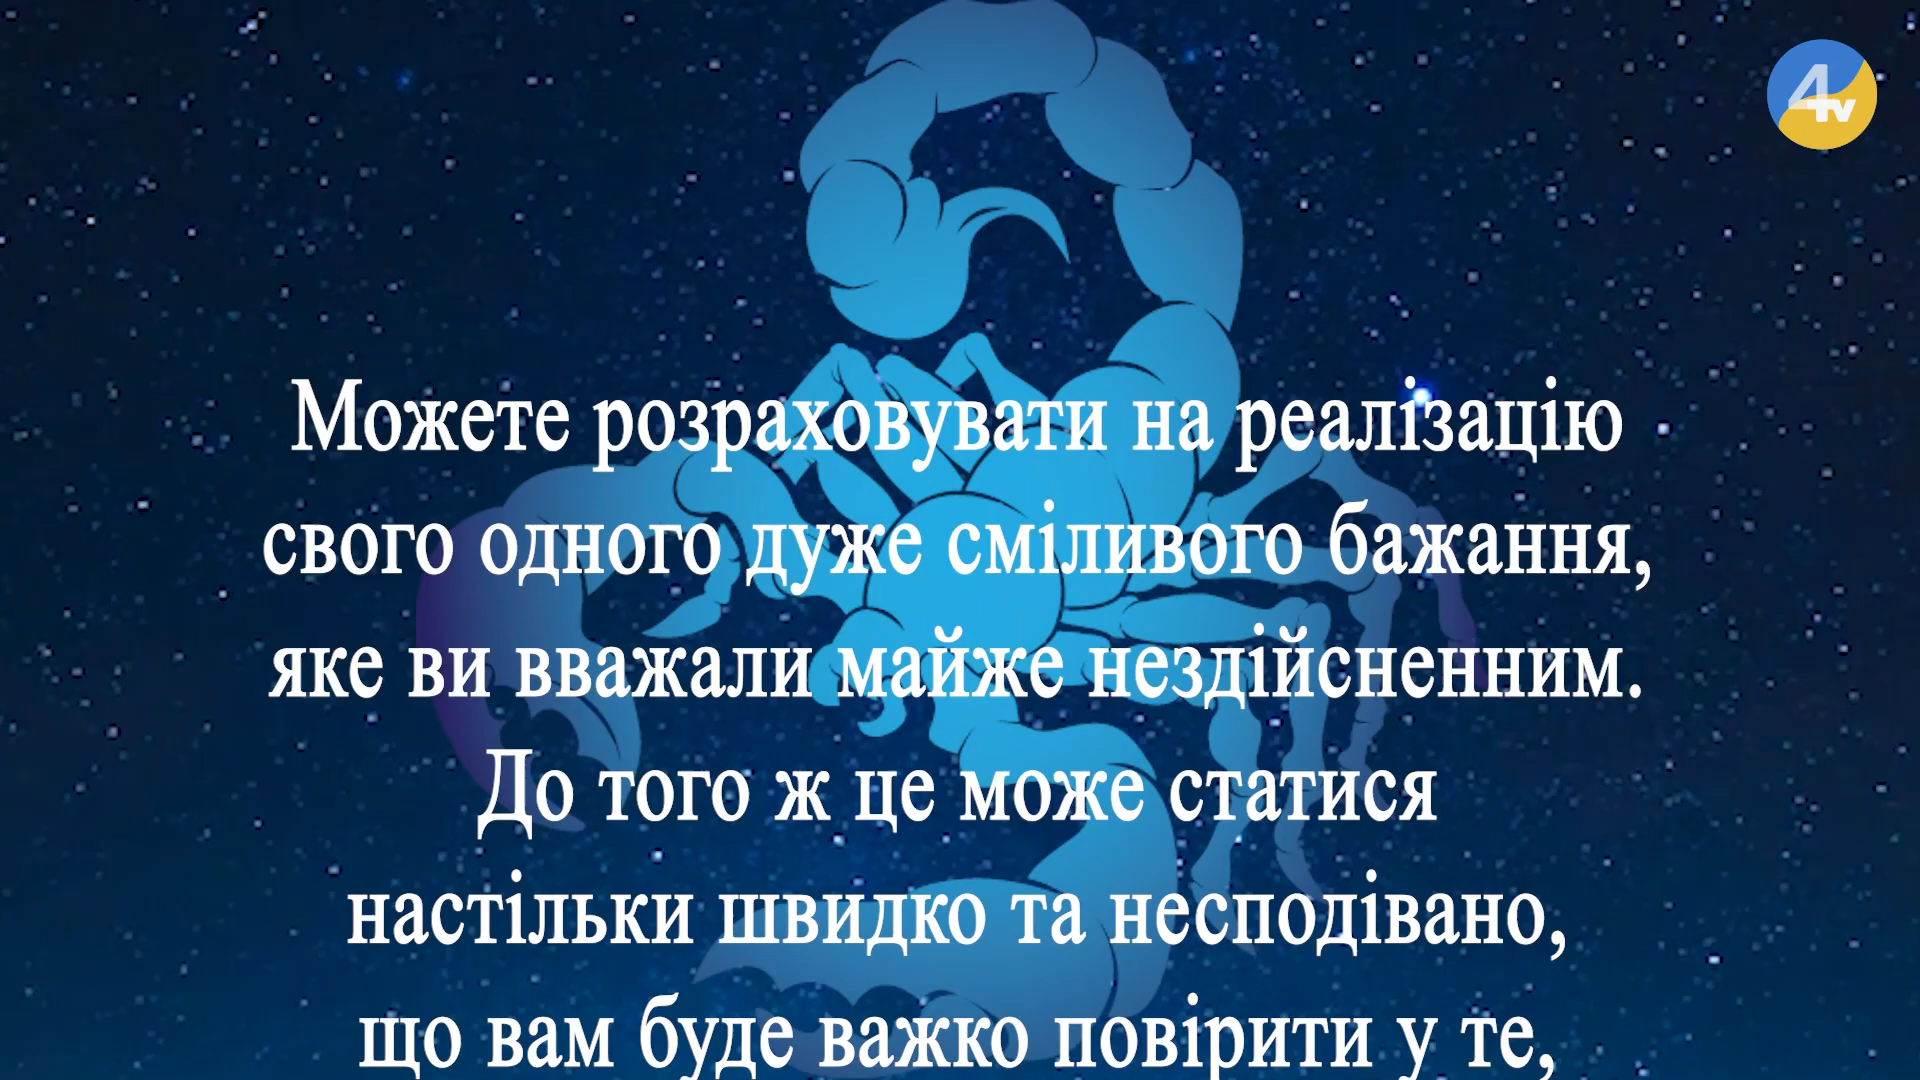 4tv
Можете розраховувати на реалізацію
свого одного дуже сміливого бажання,
яке ви вважали майже нездійсненним.
До того ж це може статися
настільки швидко та несподівано,
що вам буде важко повірити у те,